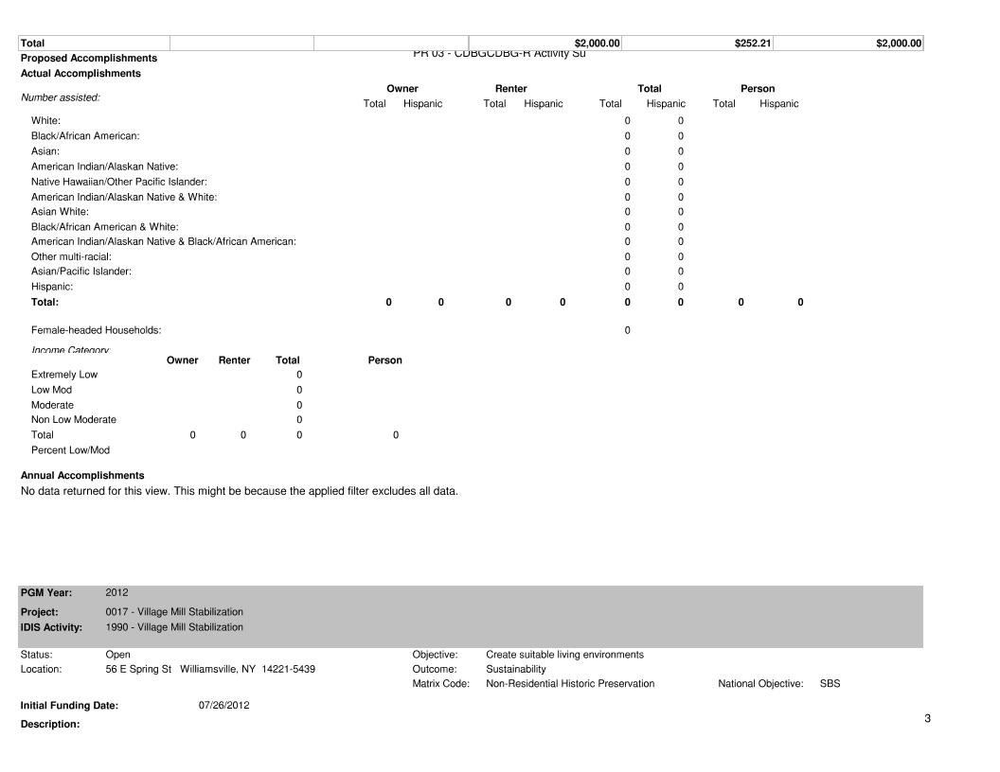 Total $2,000.00 $252.21 $2,000.00
PR 03 - CDBGCDBG-R Activity Su
Proposed Accomplishments
Actual Accomplishments
Owner Renter Total Person
Number assisted:
Total Hispanic Total Hispanic Total Hispanic Total Hispanic
White: 0 0
Black/African American: 0 0
Asian: 0 0
American Indian/Alaskan Native: 0 0
Native Hawaiian/Other Pacific Islander: 0 0
American Indian/Alaskan Native & White: 0 0
Asian White: 0 0
Black/African American & White: 0 0
American Indian/Alaskan Native & Black/African American: 0 0
Other multi-racial: 0 0
Asian/Pacific Islander: 0 0
Hispanic: 0 0
Total: 0 0 0 0 0 0 0 0
Female-headed Households: 0
Income Category:
Owner Renter Total Person
Extremely Low 0
Low Mod 0
Moderate 0
Non Low Moderate 0
Total 0 0 0 0
Percent Low/Mod
Annual Accomplishments
No data returned for this view. This might be because the applied filter excludes all data.
PGM Year: 2012
Project: 0017 - Village Mill Stabilization
IDIS Activity: 1990 - Village Mill Stabilization
Status: Open Objective: Create suitable living environments
Location: 56 E Spring St Williamsville, NY 14221-5439 Outcome: Sustainability
Matrix Code: Non-Residential Historic Preservation National Objective: SBS
Initial Funding Date: 07/26/2012
Description:
3